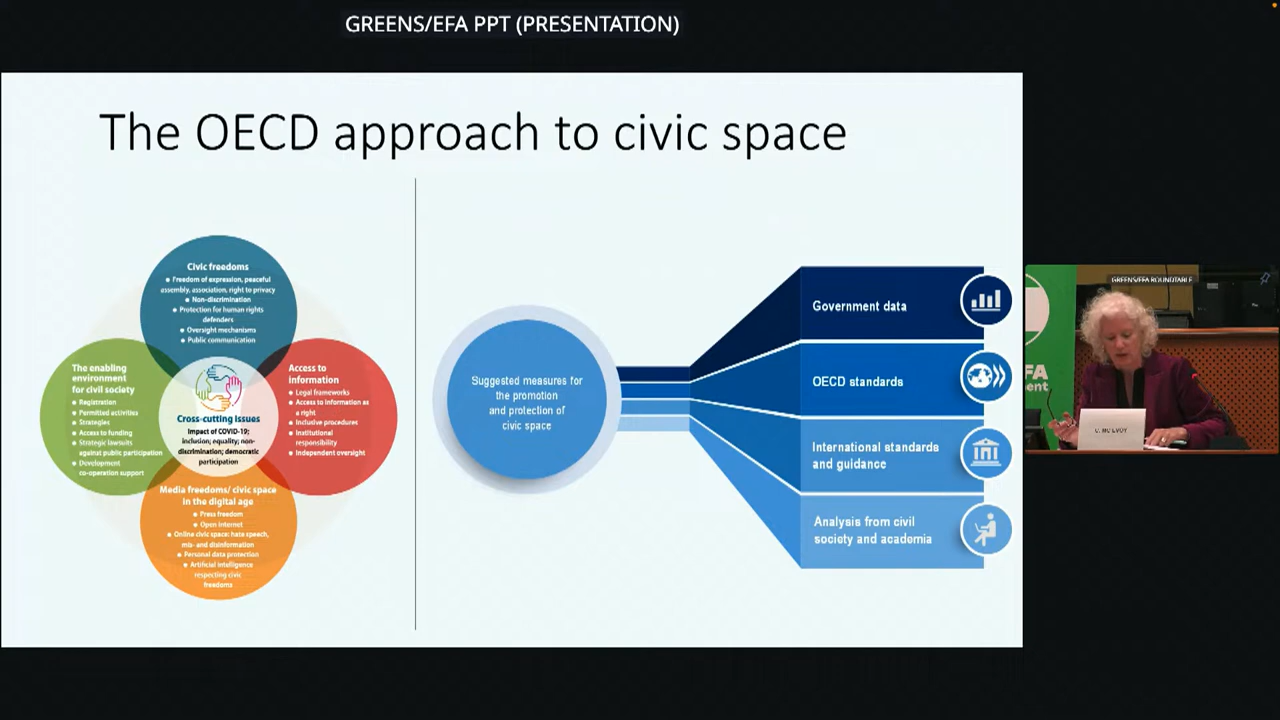 GREENS/EFA PPT (PRESENTATION)
The OECD approach to civic space
Civic freedoms
Freedom of expression, peaceful
assembly, association, right to privacy
Non-discrimination
Protection for human rights
defenders
Oversight mechanisms
Public communication
The enabling
environment
for civil society
Registration
Permitted activities
Strategies
Access to funding
Strategic lawsuits
against public participation
Development
co-operation support
Cross-cutting issues
Impact of COVID-19;
inclusion; equality; non-
discrimination; democratic
participation
Access to
information
Legal frameworks
Access to information as
a right
Inclusive procedures
Institutional
responsibility
Independent oversight
Media freedoms/ civic space
in the digital age
Press freedom
Open internet
Online civic space: hate speech,
mis- and disinformation
Personal data protection
Artificial intelligence
respecting civic
freedoms
Suggested measures for
the promotion
and protection of
civic space
Government data
OECD standards
International standards
and guidance
Analysis from civil
society and academia
GREENS/EFA ROUNDTABLE